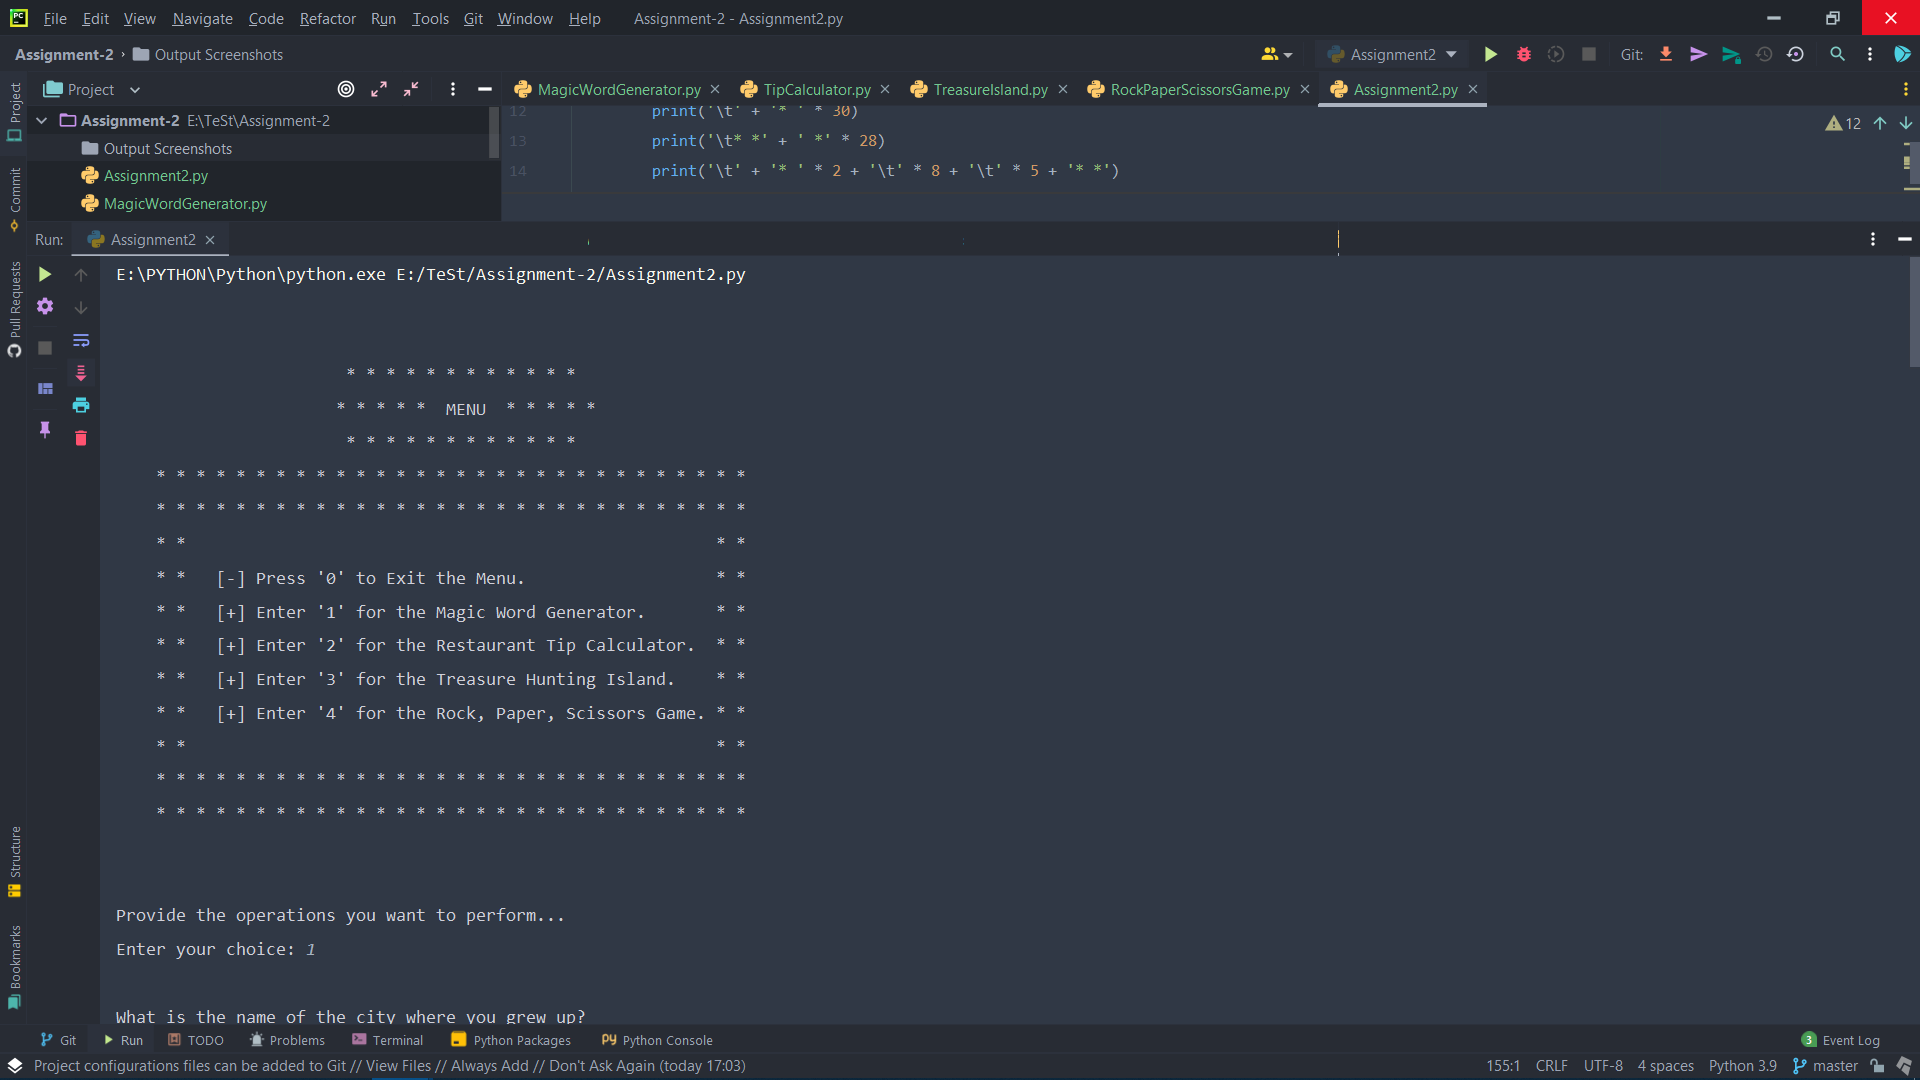 File Edit View Navigate Code Refactor Run Tools Git Window Help Assignment-2 - Assignment2.py
Assignment-2 › Output Screenshots Assignment2 Git:
Project MagicWordGenerator.py TipCalculator.py TreasureIsland.py RockPaperScissorsGame.py Assignment2.py
Assignment-2 E:\TeSt\Assignment-2
Output Screenshots
Assignment2.py
MagicWordGenerator.py
12 print('\t' + '* ' * 30)
13 print('\t* *' + ' *' * 28)
14 print('\t' + '* ' * 2 + '\t' * 8 + '\t' * 5 + '* *')
12
Project
Commit
Pull Requests
Structure
Bookmarks
Run: Assignment2
E:\PYTHON\Python\python.exe E:/TeSt/Assignment-2/Assignment2.py
* * * * * * * * * * * *
* * * * * MENU * * * * *
* * * * * * * * * * * *
* * * * * * * * * * * * * * * * * * * * * * * * * * * * * *
* * * * * * * * * * * * * * * * * * * * * * * * * * * * * *
* * * *
* * [-] Press '0' to Exit the Menu. * *
* * [+] Enter '1' for the Magic Word Generator. * *
* * [+] Enter '2' for the Restaurant Tip Calculator. * *
* * [+] Enter '3' for the Treasure Hunting Island. * *
* * [+] Enter '4' for the Rock, Paper, Scissors Game. * *
* * * *
* * * * * * * * * * * * * * * * * * * * * * * * * * * * * *
* * * * * * * * * * * * * * * * * * * * * * * * * * * * * *
Provide the operations you want to perform...
Enter your choice: 1
What is the name of the city where you grew up?
Git Run TODO Problems Terminal Python Packages Python Console 3 Event Log
Project configurations files can be added to Git // View Files // Always Add // Don't Ask Again (today 17:03) 155:1 CRLF UTF-8 4 spaces Python 3.9 master